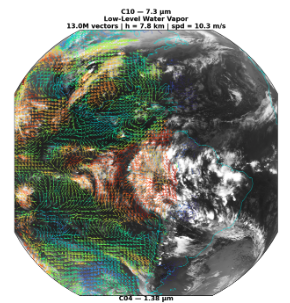 C10 — 7.3 μm
Low-Level Water Vapor
13.0M vectors | h = 7.8 km | spd = 10.3 m/s
C04 — 1.38 μm